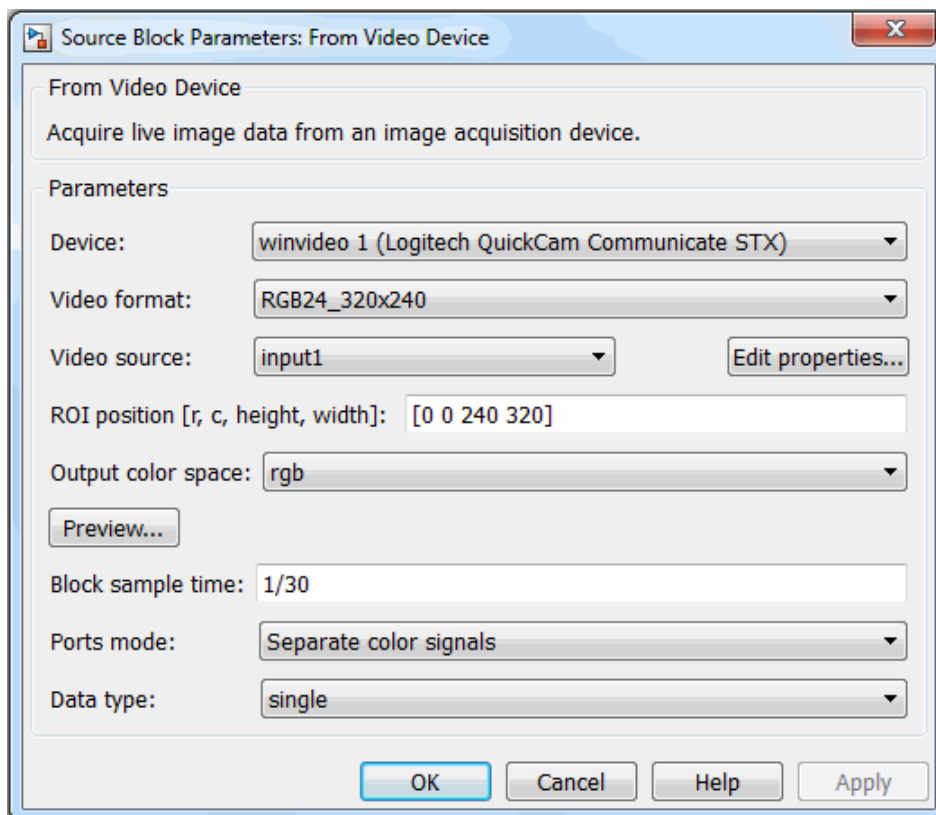 Source Block Parameters: From Video Device
From Video Device
Acquire live image data from an image acquisition device.
Parameters
Device: winvideo 1 (Logitech QuickCam Communicate STX)
Video format: RGB24_320x240
Video source: input1 Edit properties...
ROI position [r, c, height, width]: [0 0 240 320]
Output color space: rgb
Preview...
Block sample time: 1/30
Ports mode: Separate color signals
Data type: single
OK Cancel Help Apply